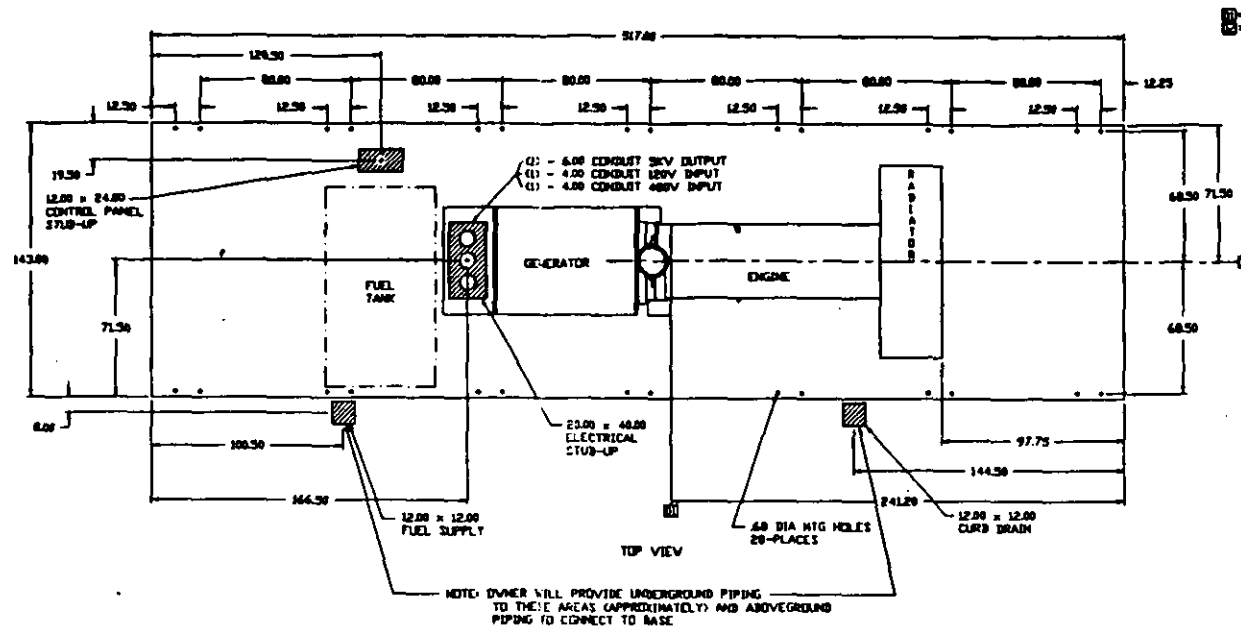 517.00
120.50
80.00 80.00 80.00 80.00 80.00 80.00 12.25
12.50 12.50 12.50 12.50 12.50 12.50 12.50
19.50
12.00 x 24.00
CONTROL PANEL
STUB-UP
(2) - 6.00 CONDUIT 5KV OUTPUT
(1) - 4.00 CONDUIT 120V INPUT
(1) - 4.00 CONDUIT 480V INPUT
RADIATOR
68.50
71.50
143.00
FUEL
TANK
GENERATOR
ENGINE
71.50
68.50
20.00 x 40.00
ELECTRICAL
STUB-UP
100.50
97.75
144.50
166.50
241.20
12.00 x 12.00
FUEL SUPPLY
.60 DIA MTG HOLES
28-PLACES
12.00 x 12.00
CURB DRAIN
TOP VIEW
NOTE: OWNER WILL PROVIDE UNDERGROUND PIPING
TO THESE AREAS (APPROXIMATELY) AND ABOVEGROUND
PIPING TO CONNECT TO BASE